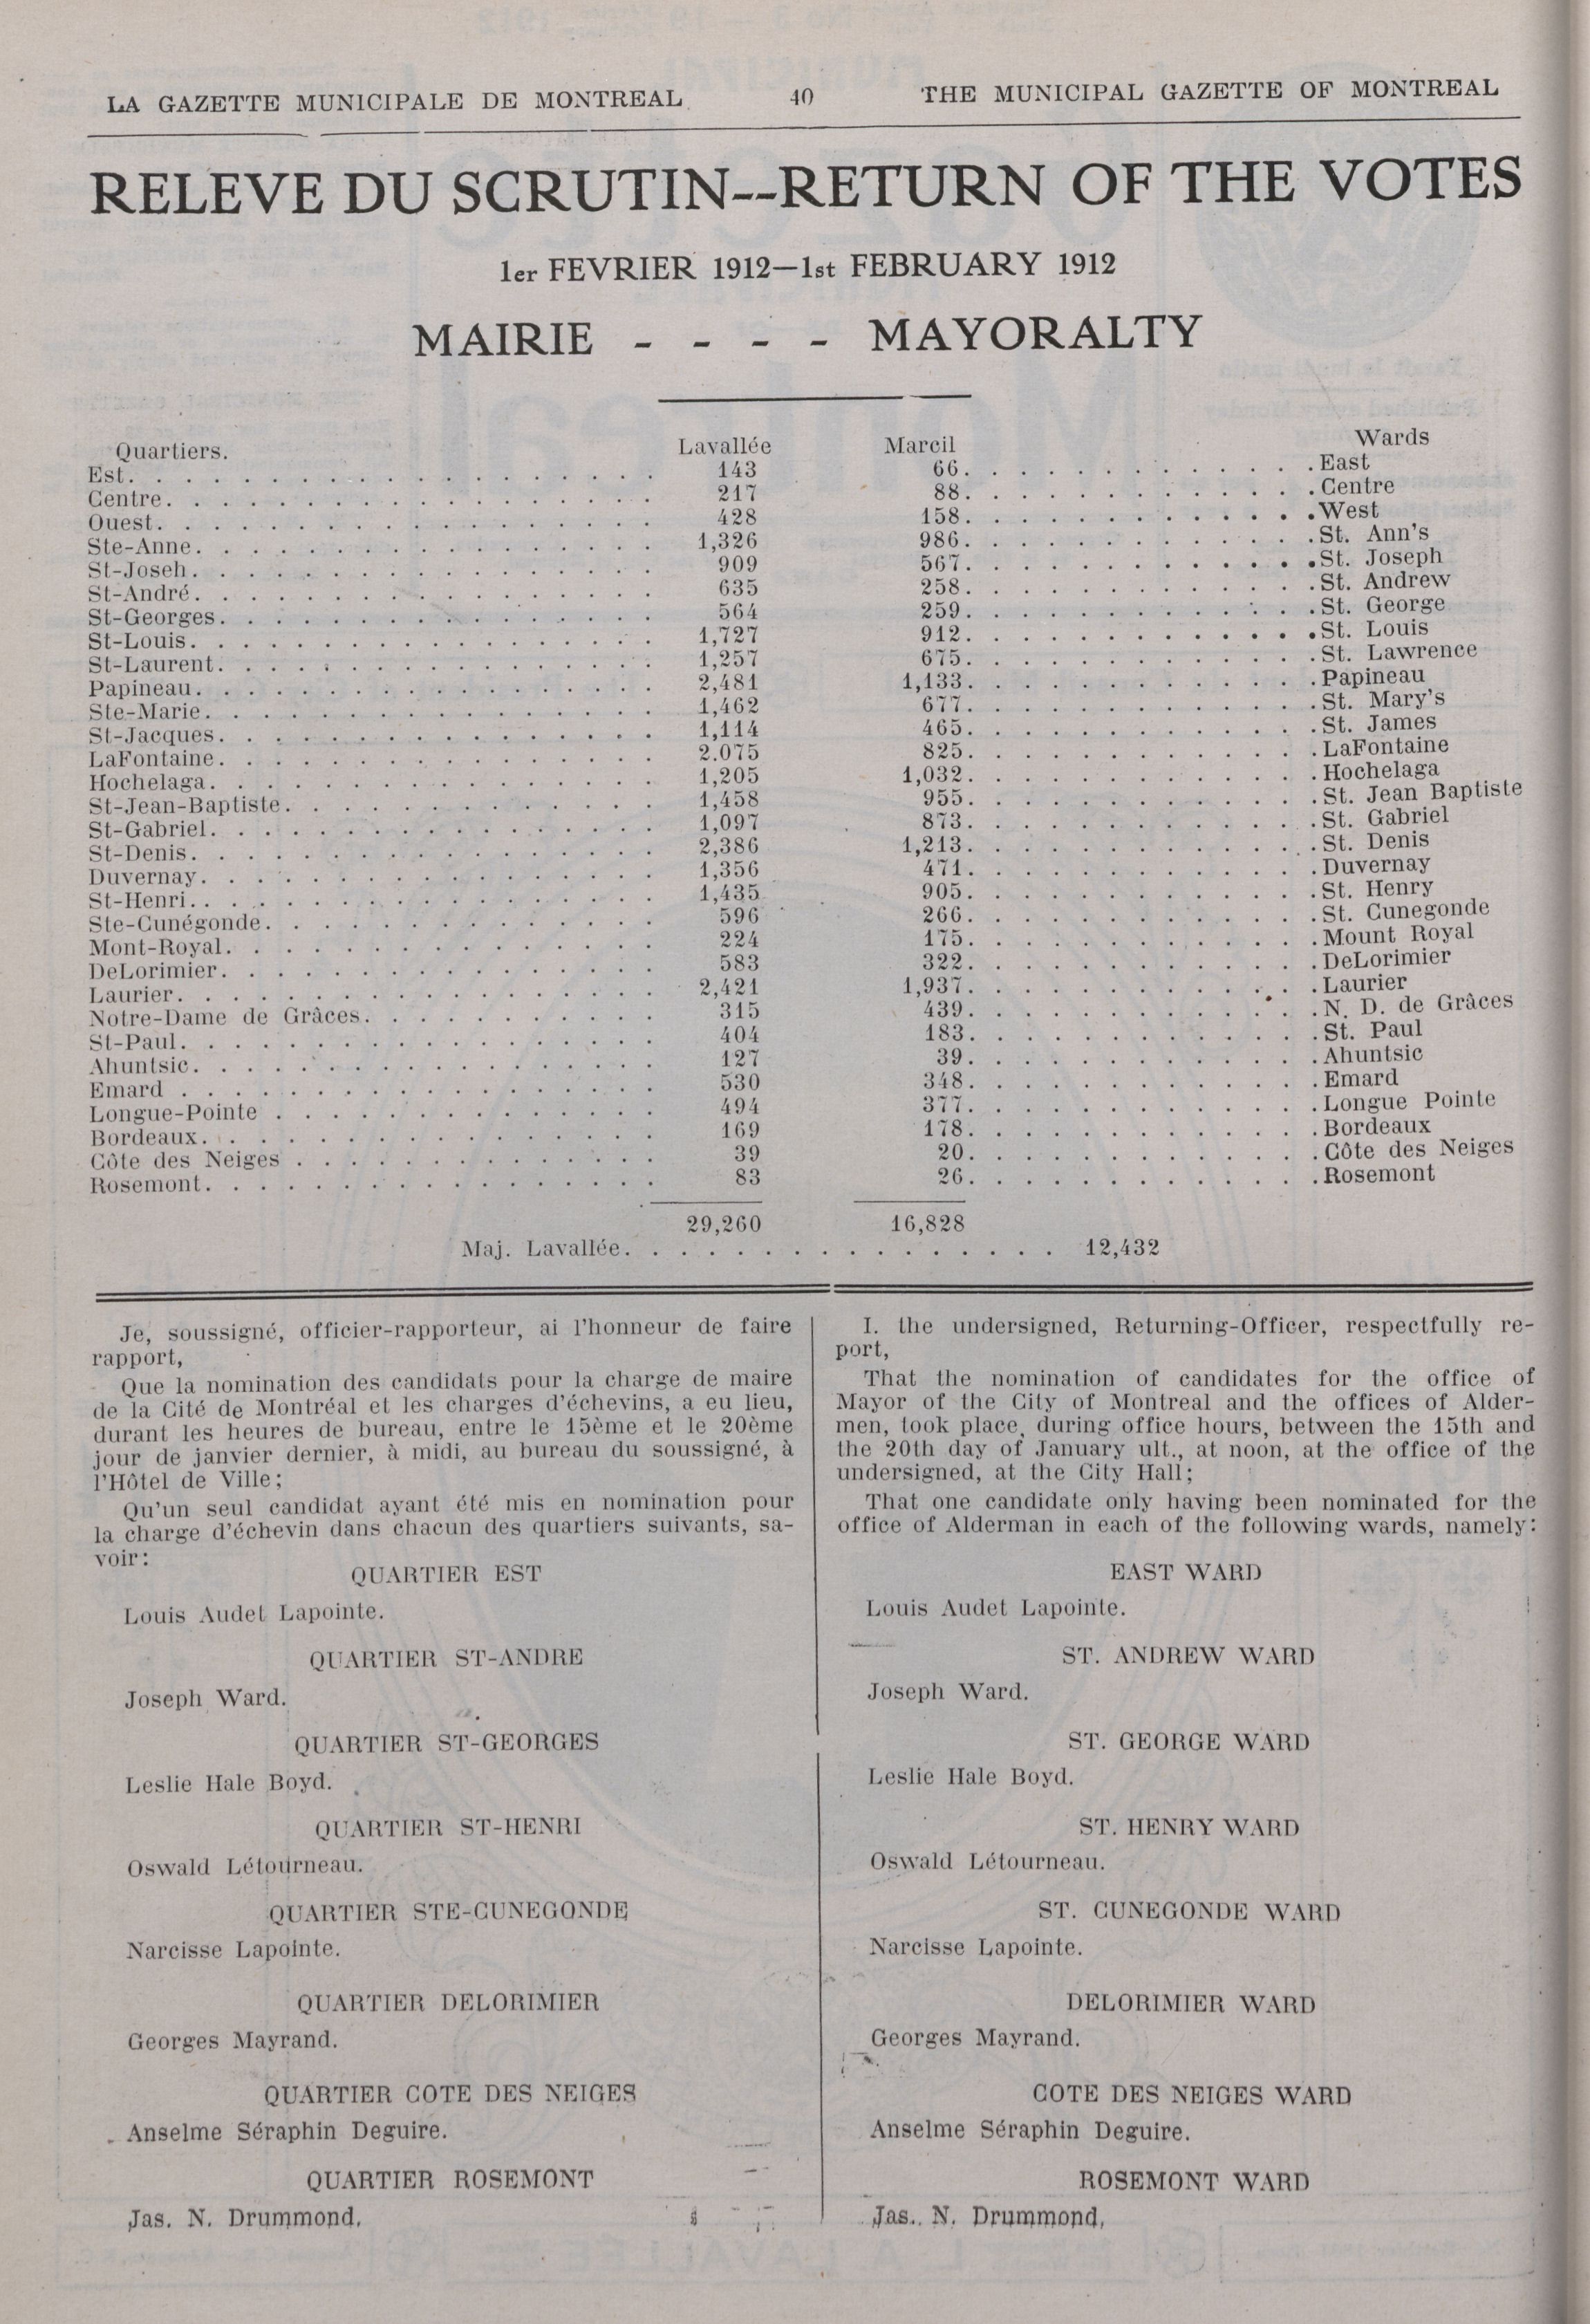 LA GAZETTE MUNICIPALE DE MONTREAL 40 THE MUNICIPAL GAZETTE OF MONTREAL
RELEVE DU SCRUTIN--RETURN OF THE VOTES
1er FEVRIER 1912—1st FEBRUARY 1912
MAIRIE - - - - MAYORALTY
Quartiers. Lavallée Marcil Wards
Est. 143 66. East
Centre. 217 88. Centre
Ouest. 428 158. West
Ste-Anne. 1,326 986. St. Ann's
St-Joseh. 909 567. St. Joseph
St-André. 635 258. St. Andrew
St-Georges. 564 259. St. George
St-Louis. 1,727 912. St. Louis
St-Laurent. 1,257 675. St. Lawrence
Papineau. 2,481 1,133. Papineau
Ste-Marie. 1,462 677. St. Mary's
St-Jacques. 1,114 465. St. James
LaFontaine. 2.075 825. LaFontaine
Hochelaga. 1,205 1,032. Hochelaga
St-Jean-Baptiste. 1,458 955. St. Jean Baptiste
St-Gabriel. 1,097 873. St. Gabriel
St-Denis. 2,386 1,213. St. Denis
Duvernay. 1,356 471. Duvernay
St-Henri. 1,435 905. St. Henry
Ste-Cunégonde. 596 266. St. Cunegonde
Mont-Royal. 224 175. Mount Royal
DeLorimier. 583 322. DeLorimier
Laurier. 2,421 1,937. Laurier
Notre-Dame de Grâces. 315 439. N. D. de Grâces
St-Paul. 404 183. St. Paul
Ahuntsic. 127 39. Ahuntsic
Emard 530 348. Emard
Longue-Pointe 494 377. Longue Pointe
Bordeaux. 169 178. Bordeaux
Côte des Neiges 39 20. Côte des Neiges
Rosemont. 83 26. Rosemont
29,260 16,828
Maj. Lavallée. 12,432
Je, soussigné, officier-rapporteur, ai l'honneur de faire
rapport,
Que la nomination des candidats pour la charge de maire
de la Cité de Montréal et les charges d'échevins, a eu lieu,
durant les heures de bureau, entre le 15ème et le 20ème
jour de janvier dernier, à midi, au bureau du soussigné, à
l'Hôtel de Ville;
Qu'un seul candidat ayant été mis en nomination pour
la charge d'échevin dans chacun des quartiers suivants, sa-
voir:
QUARTIER EST
Louis Audet Lapointe.
QUARTIER ST-ANDRE
Joseph Ward.
QUARTIER ST-GEORGES
Leslie Hale Boyd.
QUARTIER ST-HENRI
Oswald Létourneau.
QUARTIER STE-CUNEGONDE
Narcisse Lapointe.
QUARTIER DELORIMIER
Georges Mayrand.
QUARTIER COTE DES NEIGES
Anselme Séraphin Deguire.
QUARTIER ROSEMONT
Jas. N. Drummond.
I. the undersigned, Returning-Officer, respectfully re-
port,
That the nomination of candidates for the office of
Mayor of the City of Montreal and the offices of Alder-
men, took place, during office hours, between the 15th and
the 20th day of January ult., at noon, at the office of the
undersigned, at the City Hall;
That one candidate only having been nominated for the
office of Alderman in each of the following wards, namely:
EAST WARD
Louis Audet Lapointe.
ST. ANDREW WARD
Joseph Ward.
ST. GEORGE WARD
Leslie Hale Boyd.
ST. HENRY WARD
Oswald Létourneau.
ST. CUNEGONDE WARD
Narcisse Lapointe.
DELORIMIER WARD
Georges Mayrand.
COTE DES NEIGES WARD
Anselme Séraphin Deguire.
ROSEMONT WARD
Jas. N. Drummond,